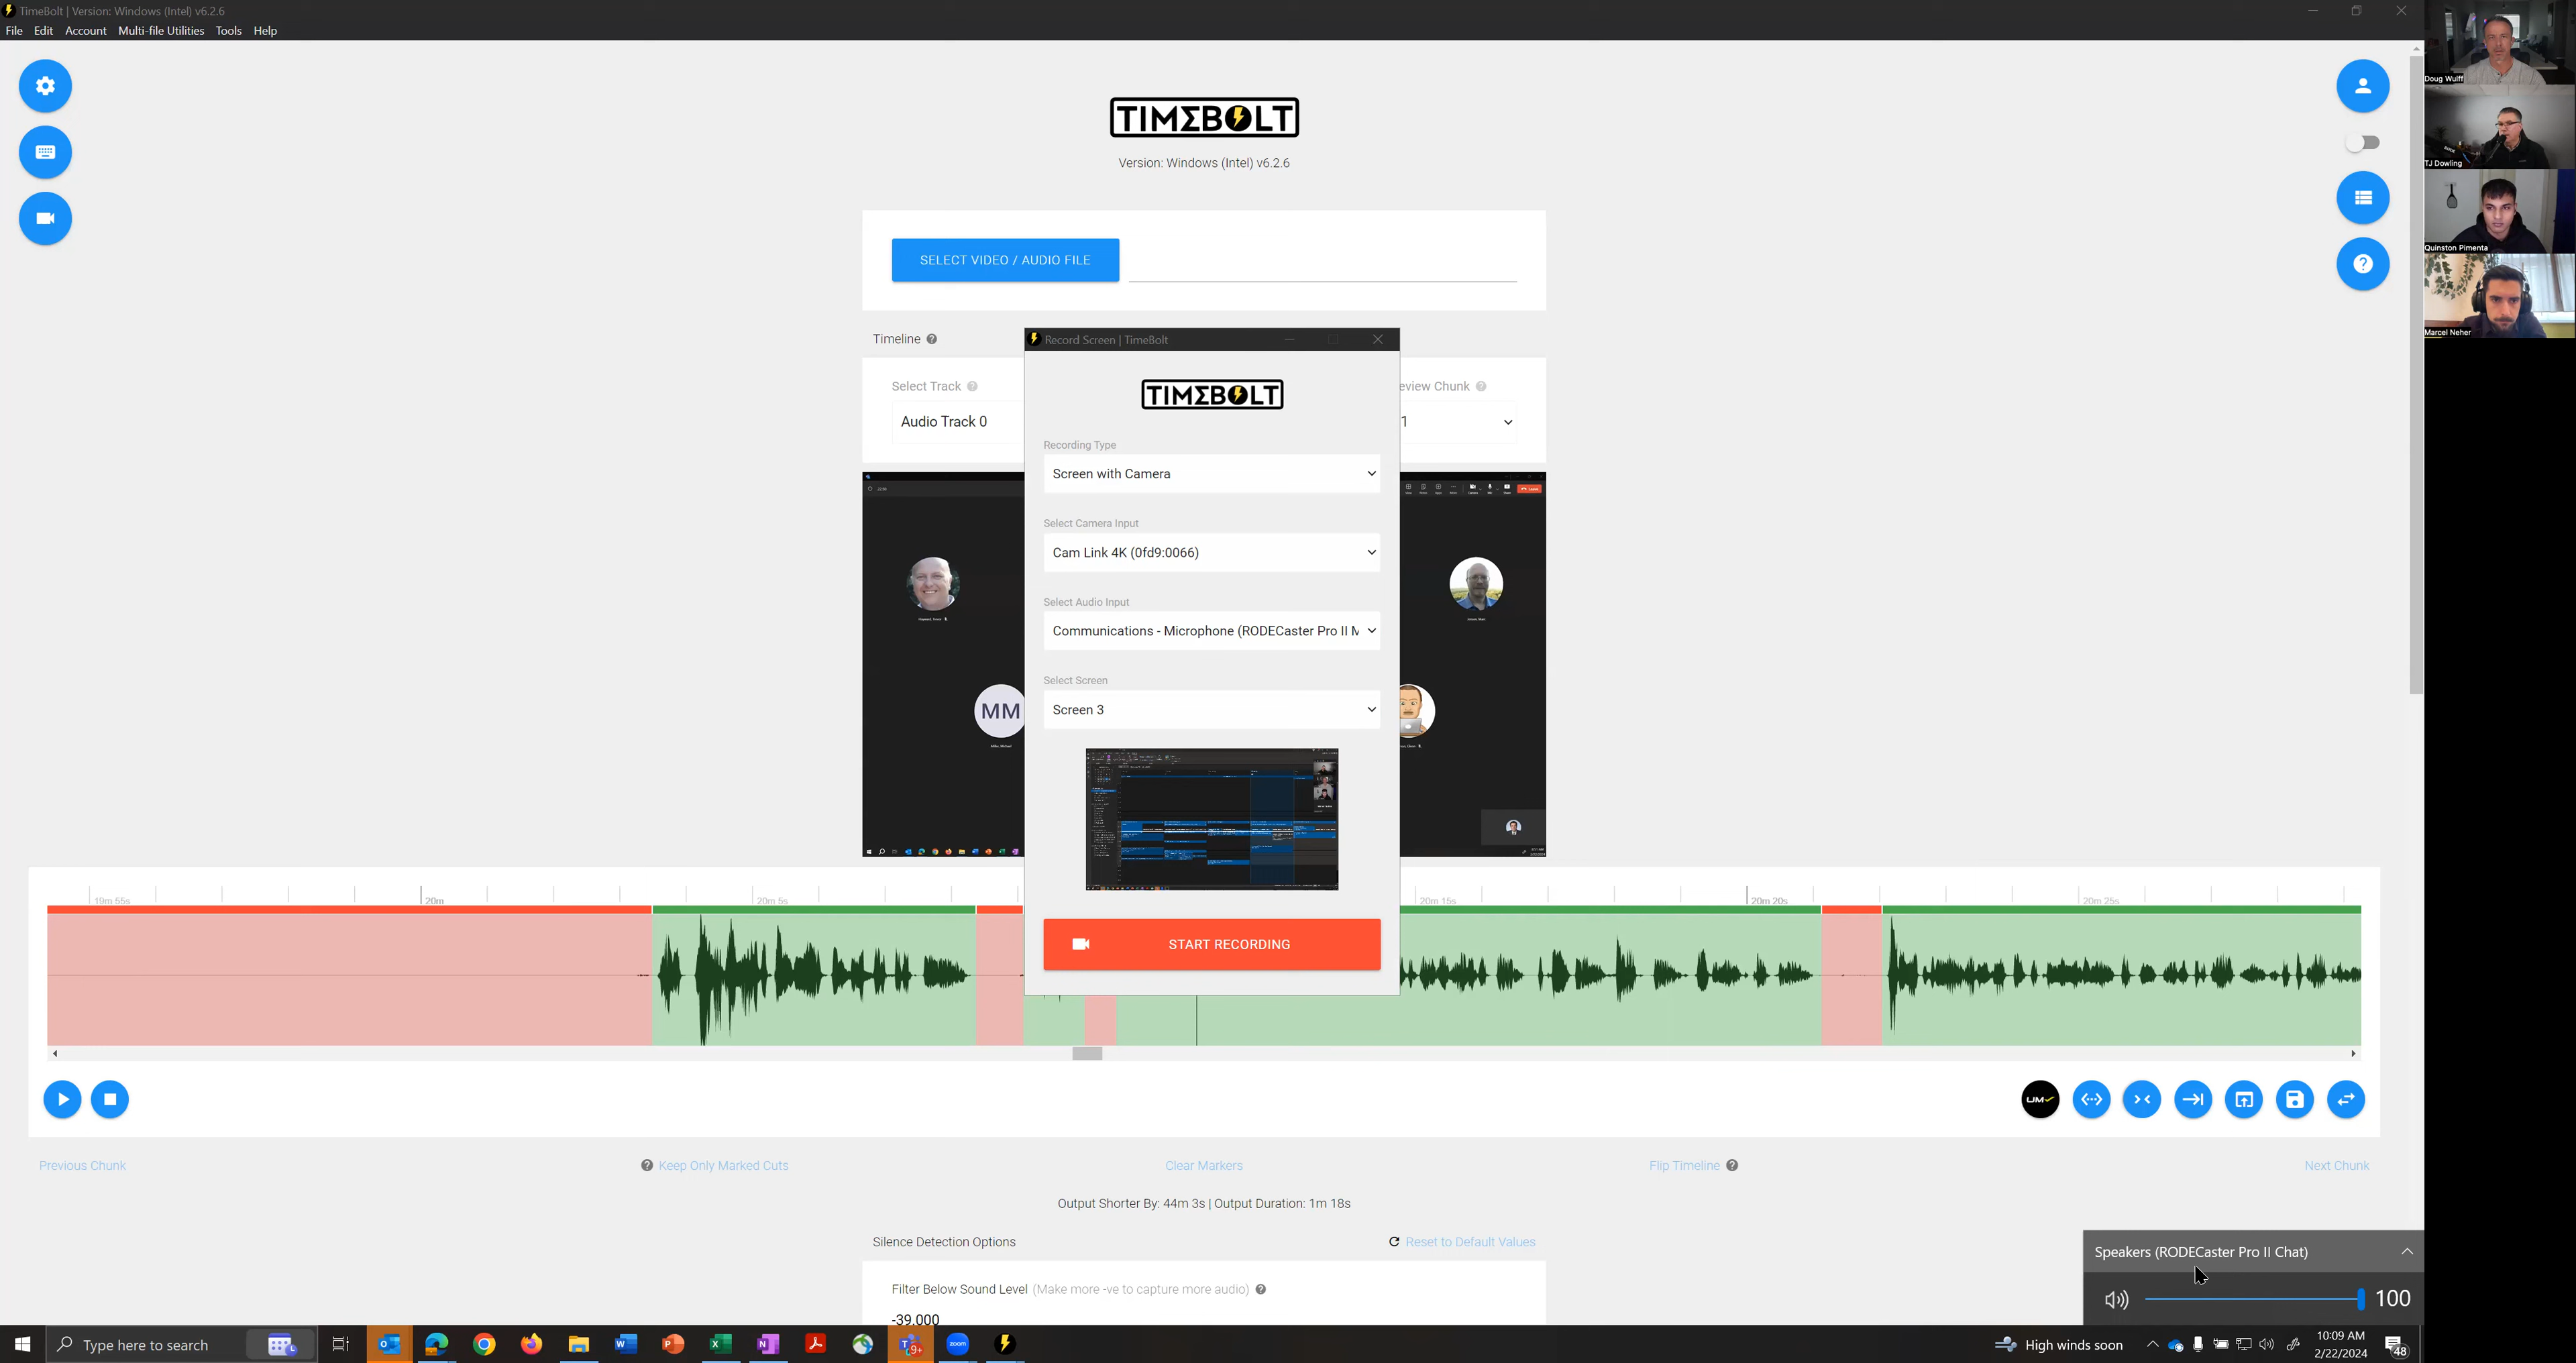 TimeBolt | Version: Windows (Intel) v6.2.6
File Edit Account Multi-file Utilities Tools Help
TIMΣBOLT
Version: Windows (Intel) v6.2.6
SELECT VIDEO / AUDIO FILE
Timeline
Select Track
Audio Track 0
eview Chunk
1
Record Screen | TimeBolt
TIMΣBOLT
Recording Type
Screen with Camera
Select Camera Input
Cam Link 4K (0fd9:0066)
Select Audio Input
Communications - Microphone (RODECaster Pro II M
Select Screen
Screen 3
START RECORDING
MM
19m 55s 20m 20m 5s 20m 15s 20m 20s 20m 25s
Previous Chunk Keep Only Marked Cuts Clear Markers Flip Timeline Next Chunk
Output Shorter By: 44m 3s | Output Duration: 1m 18s
Silence Detection Options Reset to Default Values
Filter Below Sound Level (Make more -ve to capture more audio)
-39.000
Speakers (RODECaster Pro II Chat)
100
Doug Wulff
TJ Dowling
Quinston Pimenta
Marcel Neher
Type here to search
zoom
9+
High winds soon
10:09 AM
2/22/2024
48